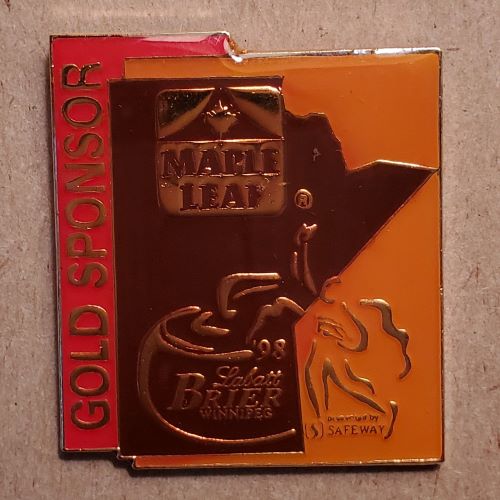 GOLD SPONSOR
MAPLE
LEAF
®
'98
Labatt
BRIER
WINNIPEG
S
SAFEWAY